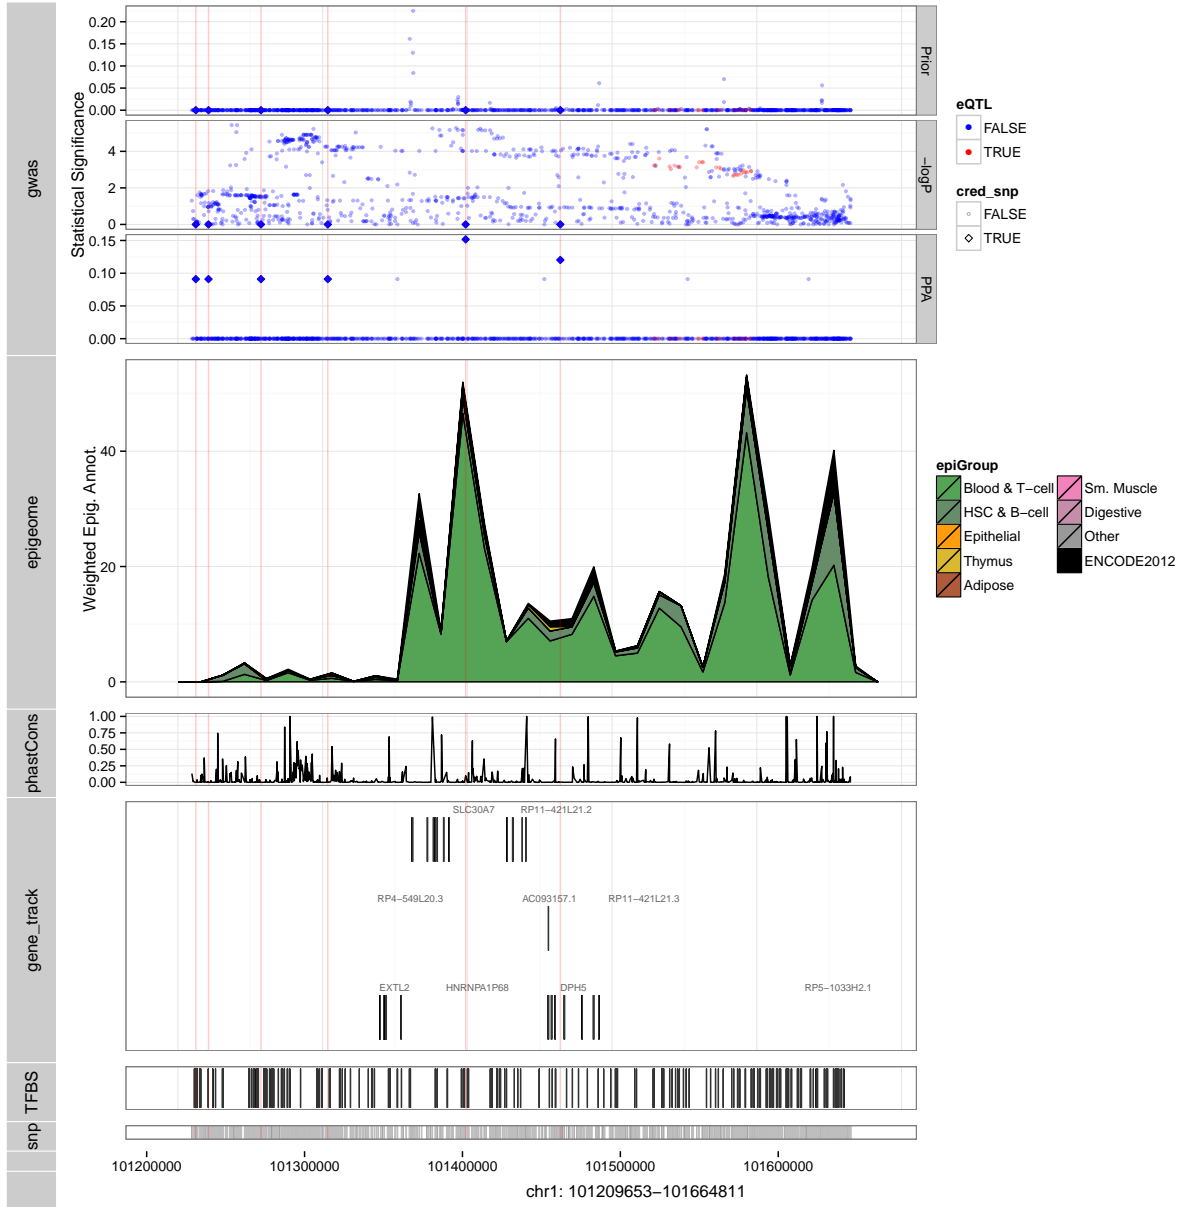 gwas
Statistical Significance
0.20
0.15
0.10
0.05
0.00
Prior
4
2
0
−logP
0.15
0.10
0.05
0.00
PPA
eQTL
FALSE
TRUE
cred_snp
FALSE
TRUE
epigeome
Weighted Epig. Annot.
40
20
0
epiGroup
Blood & T−cell
HSC & B−cell
Epithelial
Thymus
Adipose
Sm. Muscle
Digestive
Other
ENCODE2012
phastCons
1.00
0.75
0.50
0.25
0.00
gene_track
SLC30A7 RP11−421L21.2
RP4−549L20.3 AC093157.1 RP11−421L21.3
EXTL2 HNRNPA1P68 DPH5 RP5−1033H2.1
TFBS
snp
101200000 101300000 101400000 101500000 101600000
chr1: 101209653−101664811